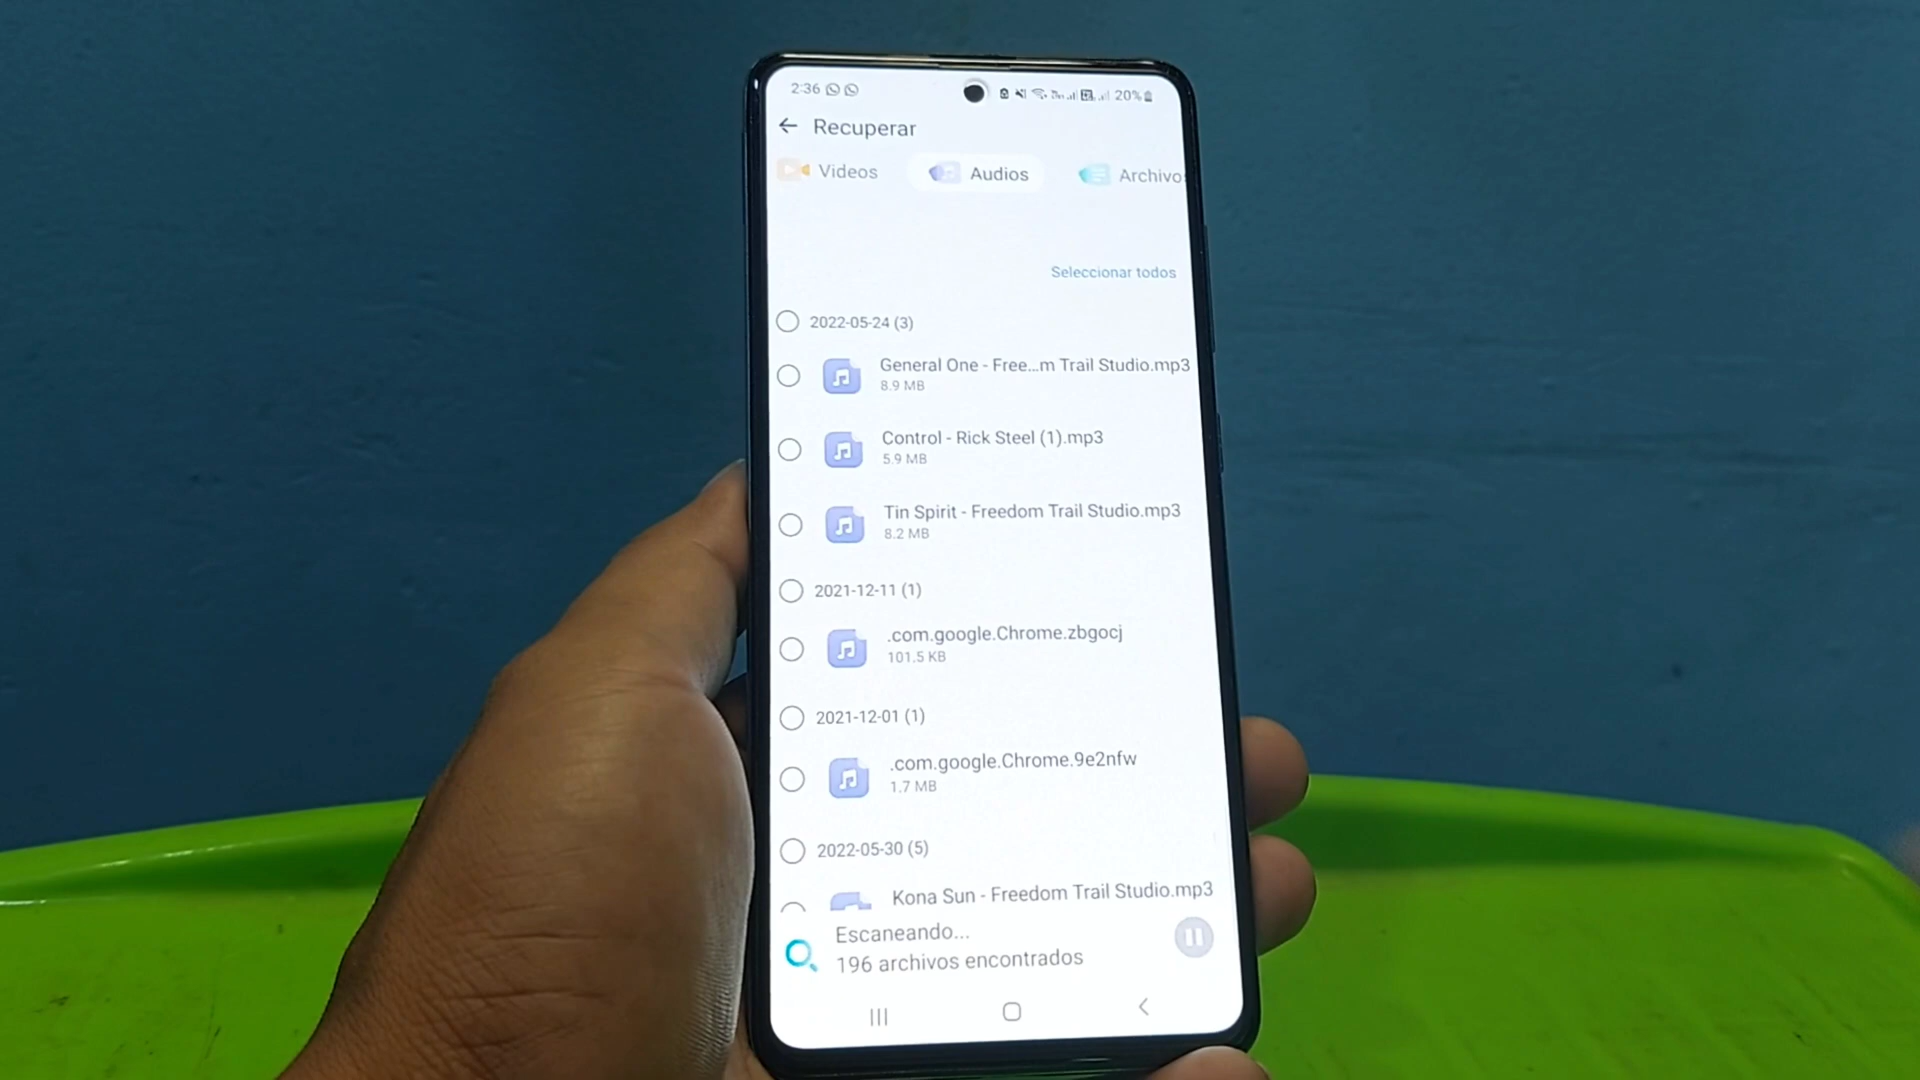 2:36 20%
Recuperar
Videos Audios Archivo
Seleccionar todos
2022-05-24 (3)
General One - Free...m Trail Studio.mp3
8.9 MB
Control - Rick Steel (1).mp3
5.9 MB
Tin Spirit - Freedom Trail Studio.mp3
8.2 MB
2021-12-11 (1)
.com.google.Chrome.zbgocj
101.5 KB
2021-12-01 (1)
.com.google.Chrome.9e2nfw
1.7 MB
2022-05-30 (5)
Kona Sun - Freedom Trail Studio.mp3
Escaneando...
196 archivos encontrados